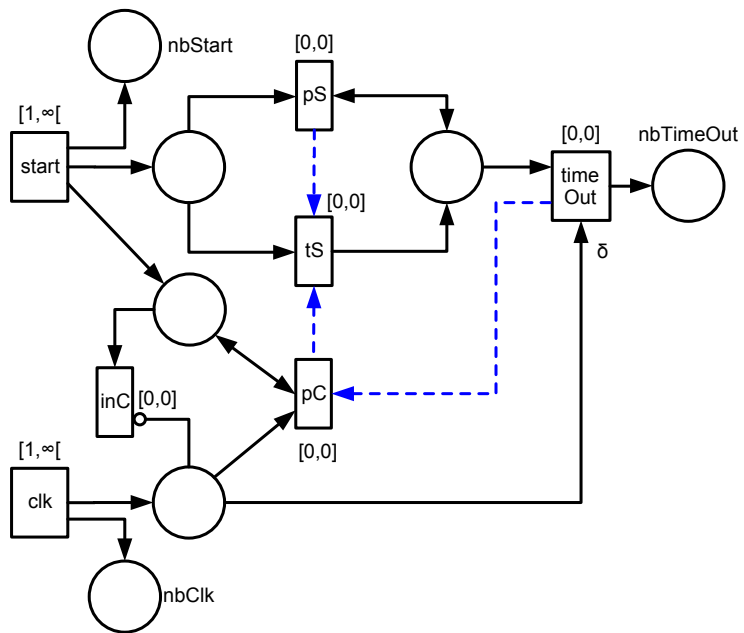 nbStart
[0,0]
pS
[1,∞[
start
[0,0]
nbTimeOut
time
Out
[0,0]
tS
δ
inC
[0,0]
pC
[0,0]
[1,∞[
clk
nbClk